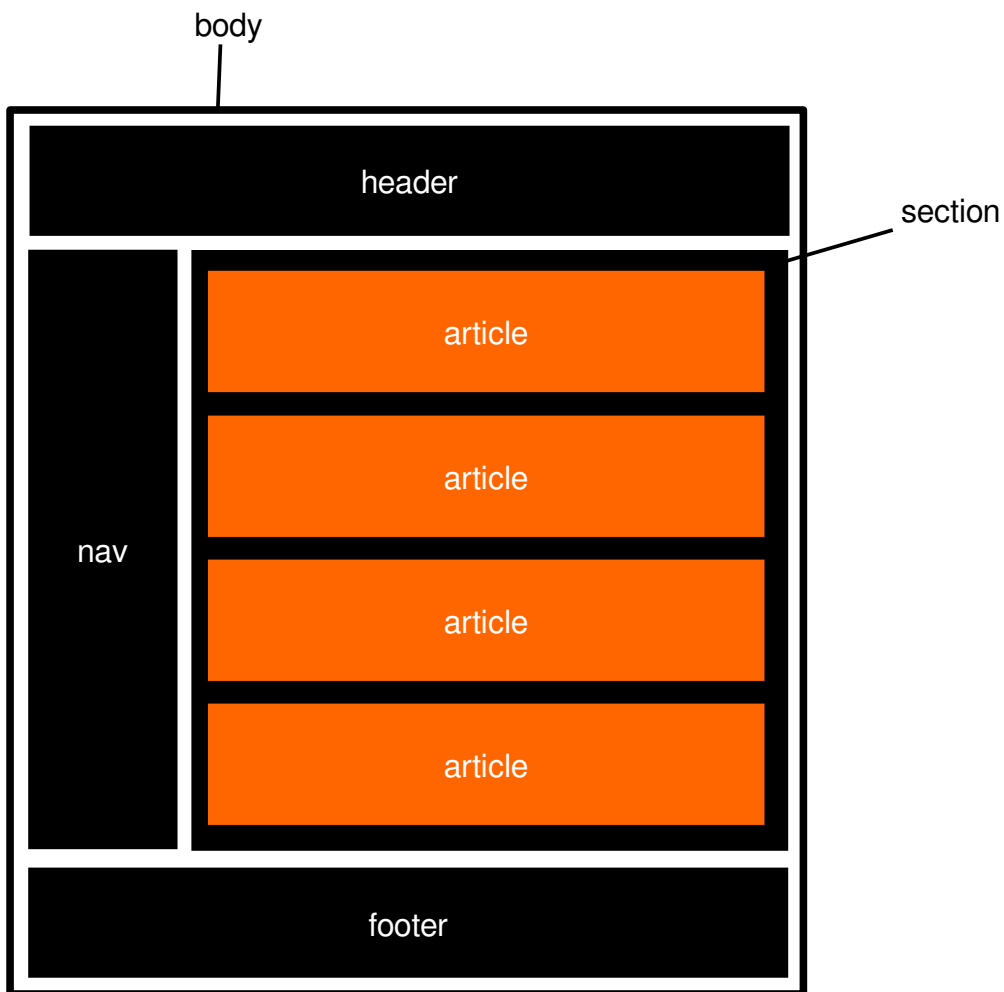 body
header
section
article
article
nav
article
article
footer